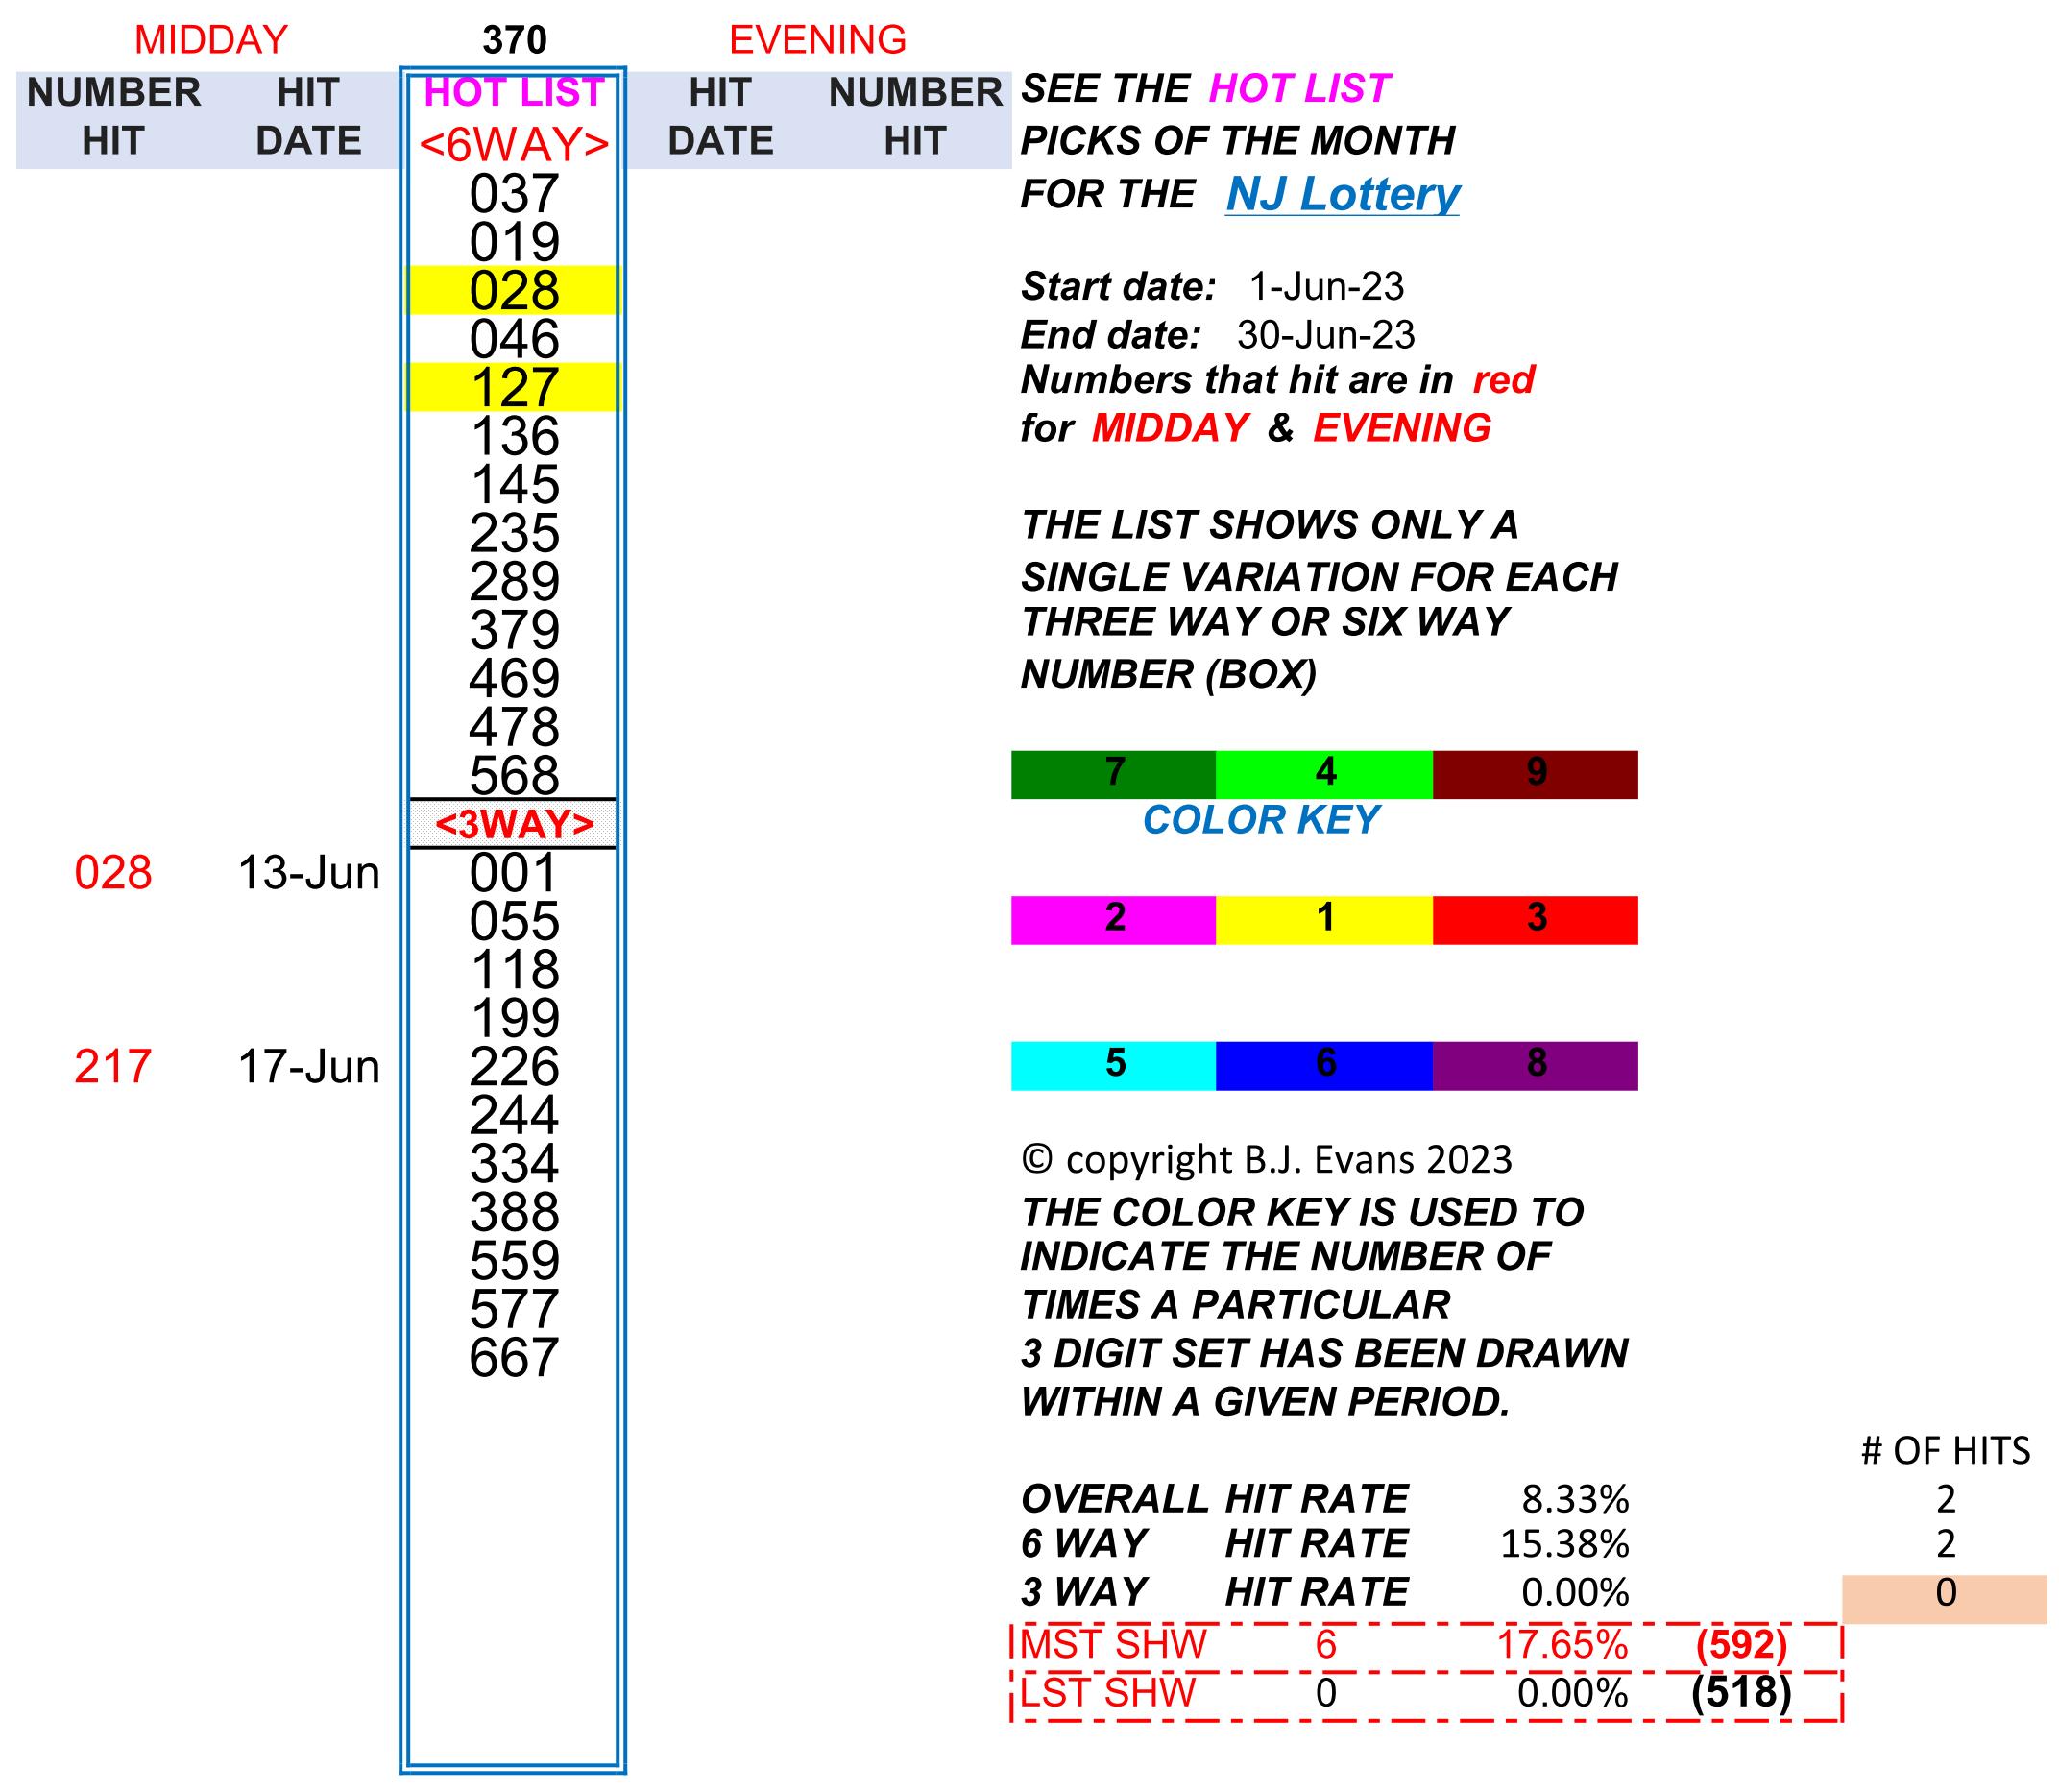 MIDDAY 370 EVENING
NUMBER HIT HOT LIST HIT NUMBER
HIT DATE <6WAY> DATE HIT
037
019
028
046
127
136
145
235
289
379
469
478
568
<3WAY>
028 13-Jun 001
055
118
199
217 17-Jun 226
244
334
388
559
577
667
SEE THE HOT LIST
PICKS OF THE MONTH
FOR THE NJ Lottery
Start date: 1-Jun-23
End date: 30-Jun-23
Numbers that hit are in red
for MIDDAY & EVENING
THE LIST SHOWS ONLY A
SINGLE VARIATION FOR EACH
THREE WAY OR SIX WAY
NUMBER (BOX)
7 4 9
COLOR KEY
2 1 3
5 6 8
© copyright B.J. Evans 2023
THE COLOR KEY IS USED TO
INDICATE THE NUMBER OF
TIMES A PARTICULAR
3 DIGIT SET HAS BEEN DRAWN
WITHIN A GIVEN PERIOD.
# OF HITS
OVERALL HIT RATE 8.33% 2
6 WAY HIT RATE 15.38% 2
3 WAY HIT RATE 0.00% 0
MST SHW 6 17.65% (592)
LST SHW 0 0.00% (518)